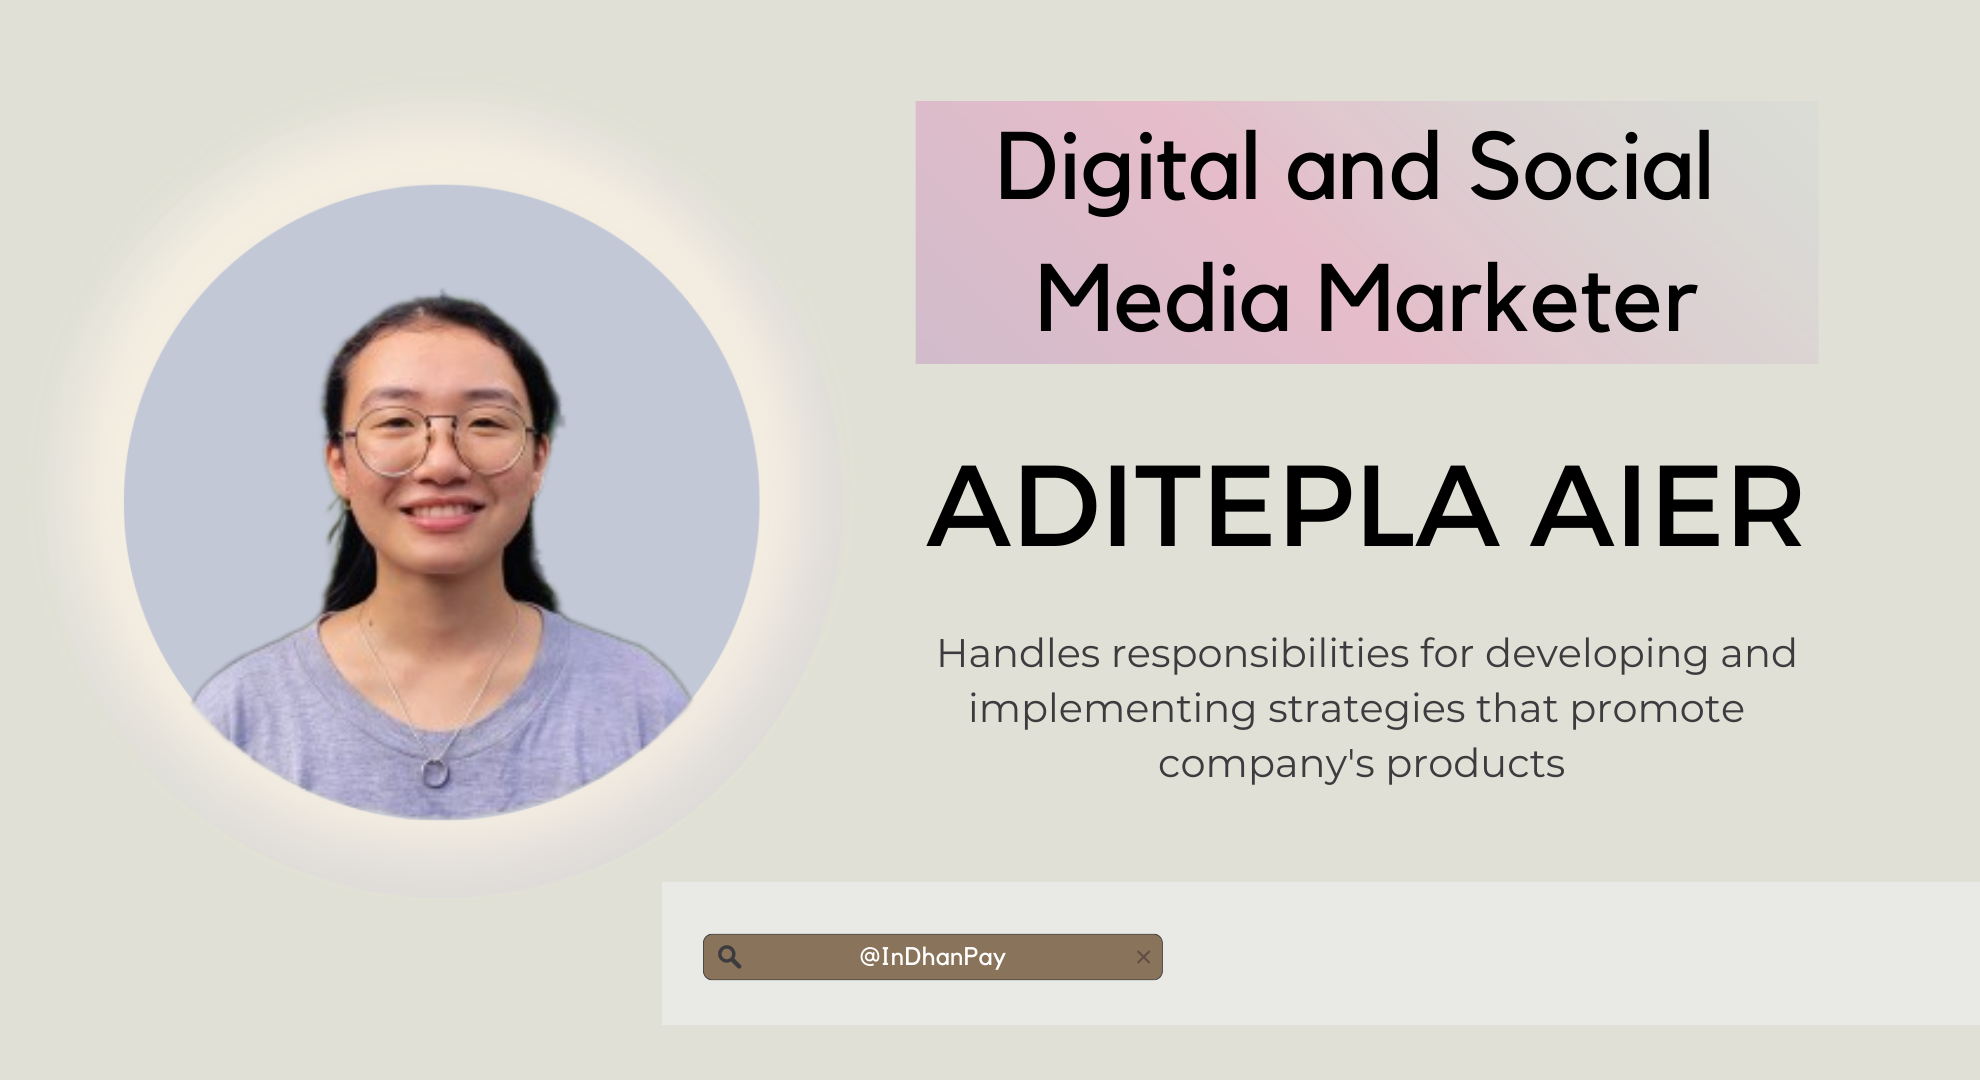 Digital and Social
Media Marketer
ADITEPLA AIER
Handles responsibilities for developing and
implementing strategies that promote
company's products
@InDhanPay